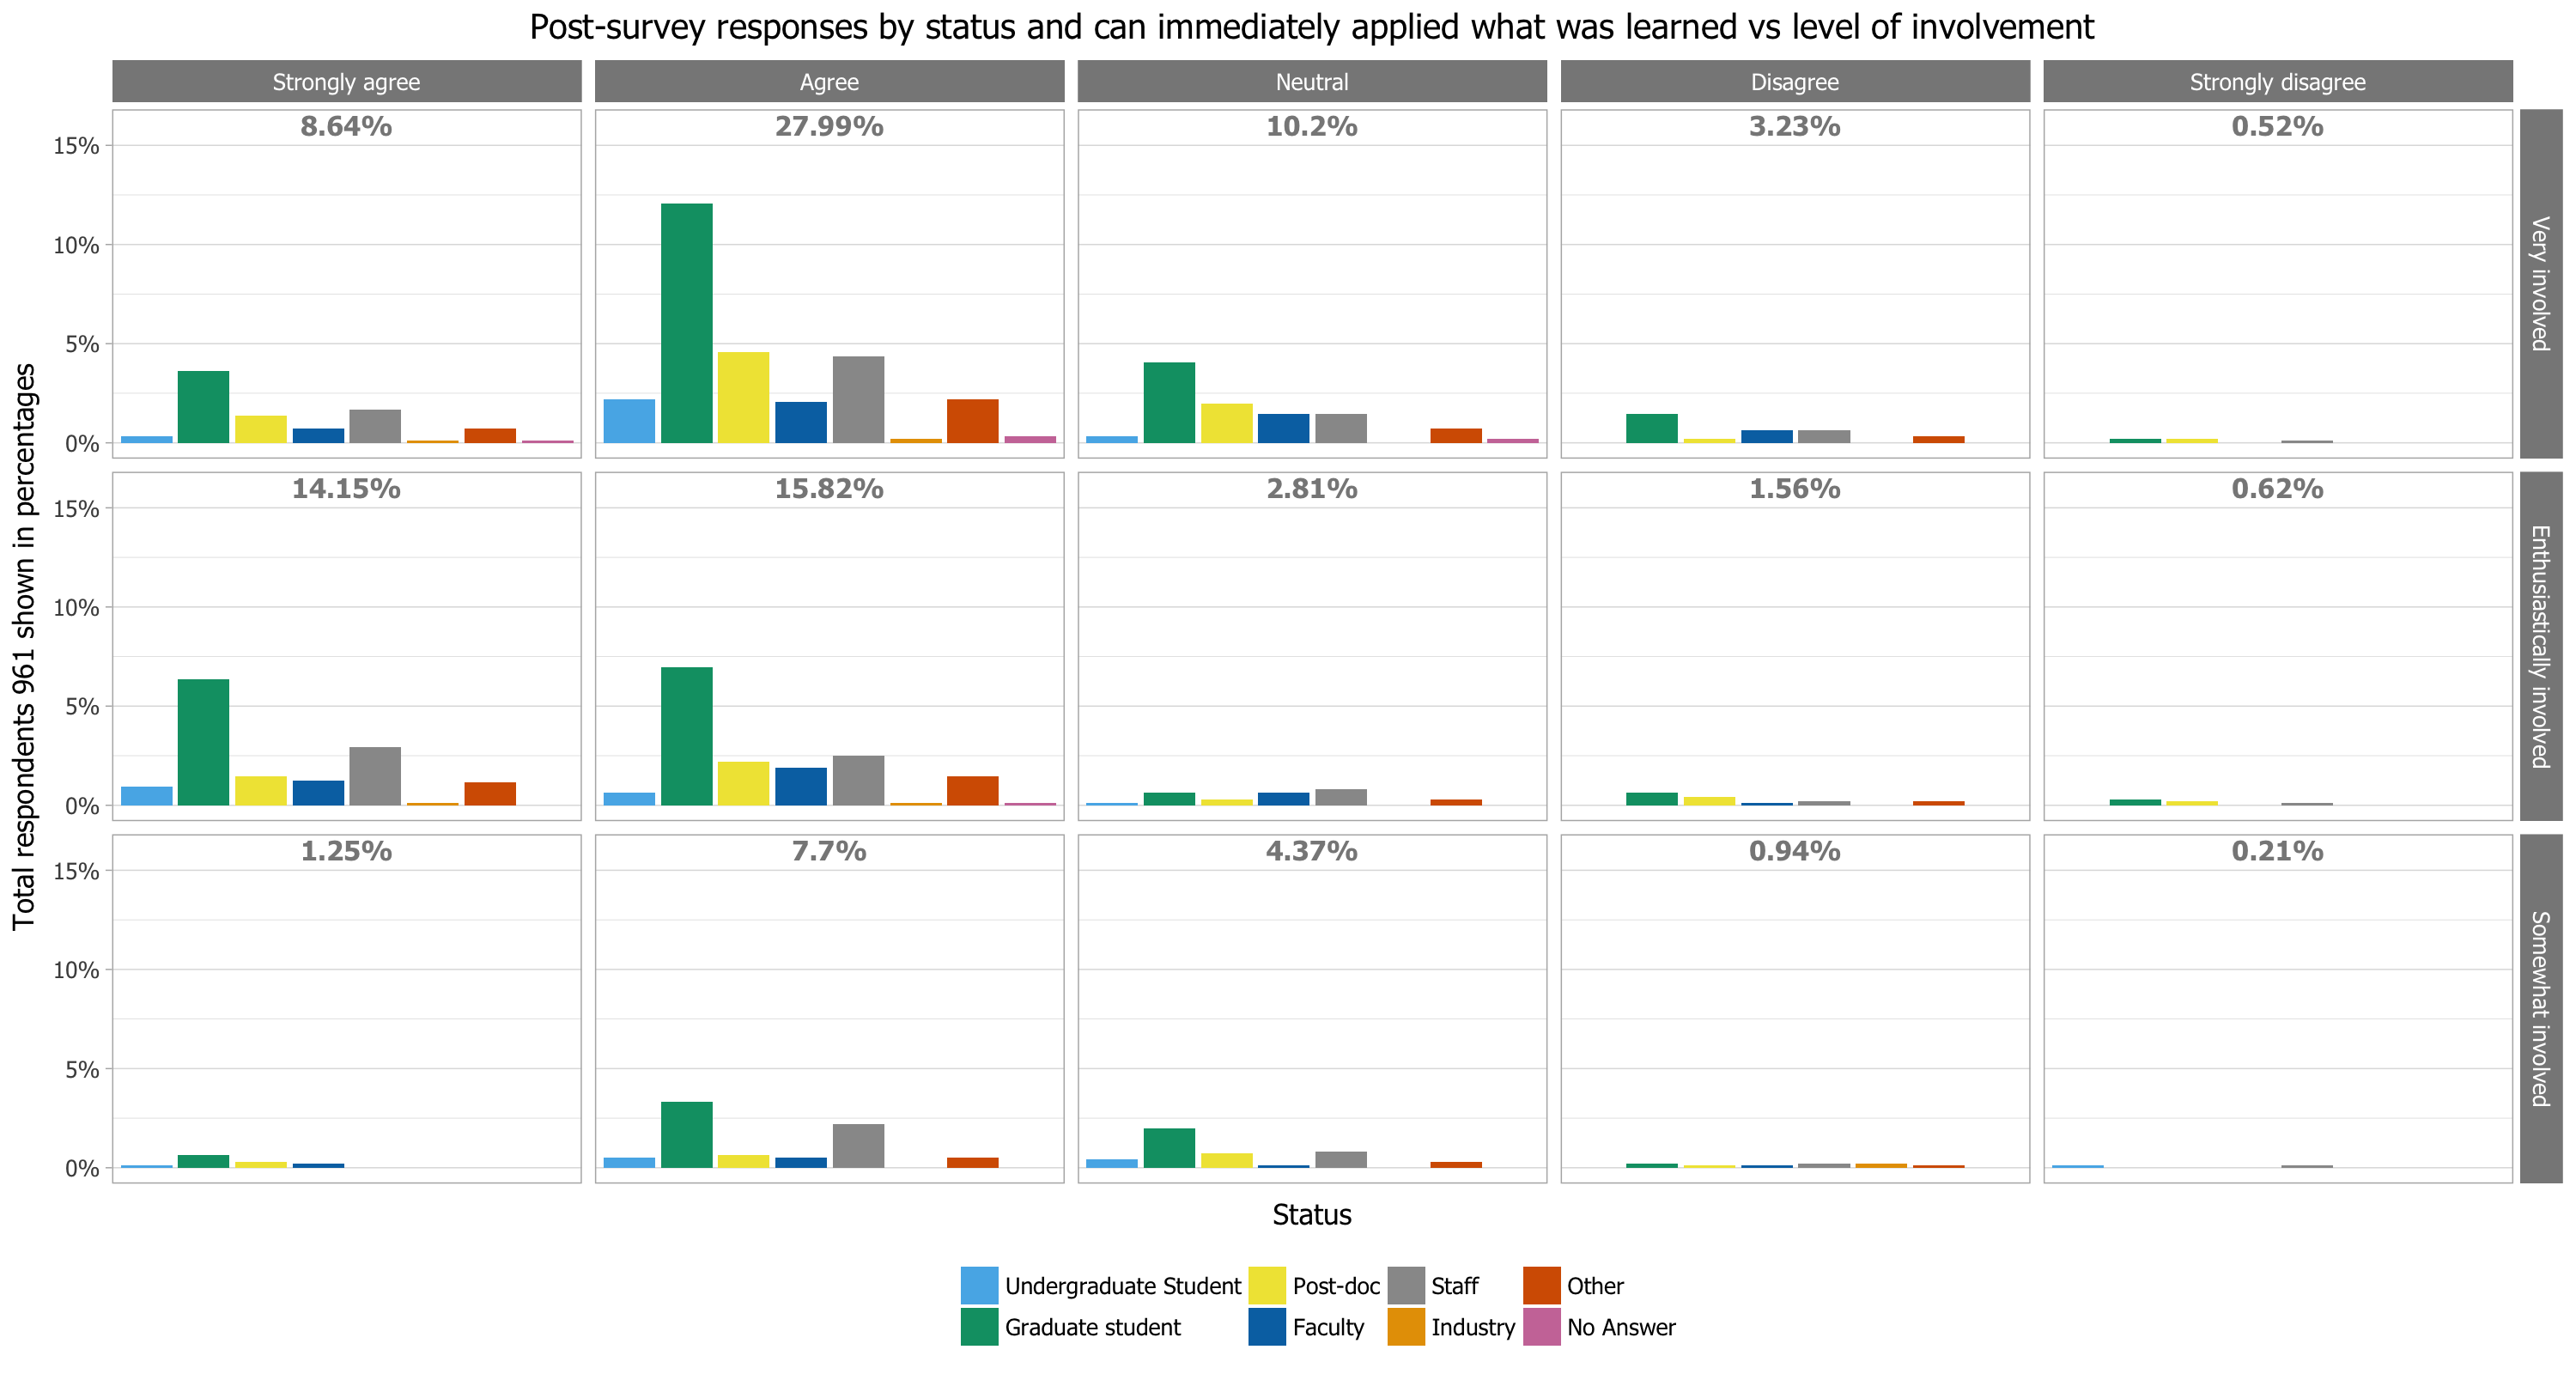 Post-survey responses by status and can immediately applied what was learned vs level of involvement
Strongly agree
Agree
Neutral
Disagree
Strongly disagree
Total respondents 961 shown in percentages
15%
10%
5%
0%
8.64%
27.99%
10.2%
3.23%
0.52%
Very involved
15%
10%
5%
0%
14.15%
15.82%
2.81%
1.56%
0.62%
Enthusiastically involved
15%
10%
5%
0%
1.25%
7.7%
4.37%
0.94%
0.21%
Somewhat involved
Status
Undergraduate Student
Post-doc
Staff
Other
Graduate student
Faculty
Industry
No Answer